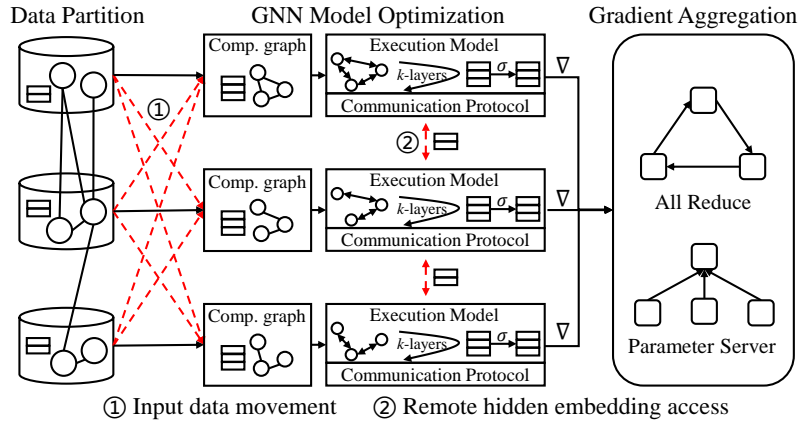 Data Partition
GNN Model Optimization
Gradient Aggregation
Comp. graph
Execution Model
k-layers
σ
∇
Communication Protocol
①
②
Comp. graph
Execution Model
k-layers
σ
∇
Communication Protocol
All Reduce
Comp. graph
Execution Model
k-layers
σ
∇
Communication Protocol
Parameter Server
① Input data movement
② Remote hidden embedding access